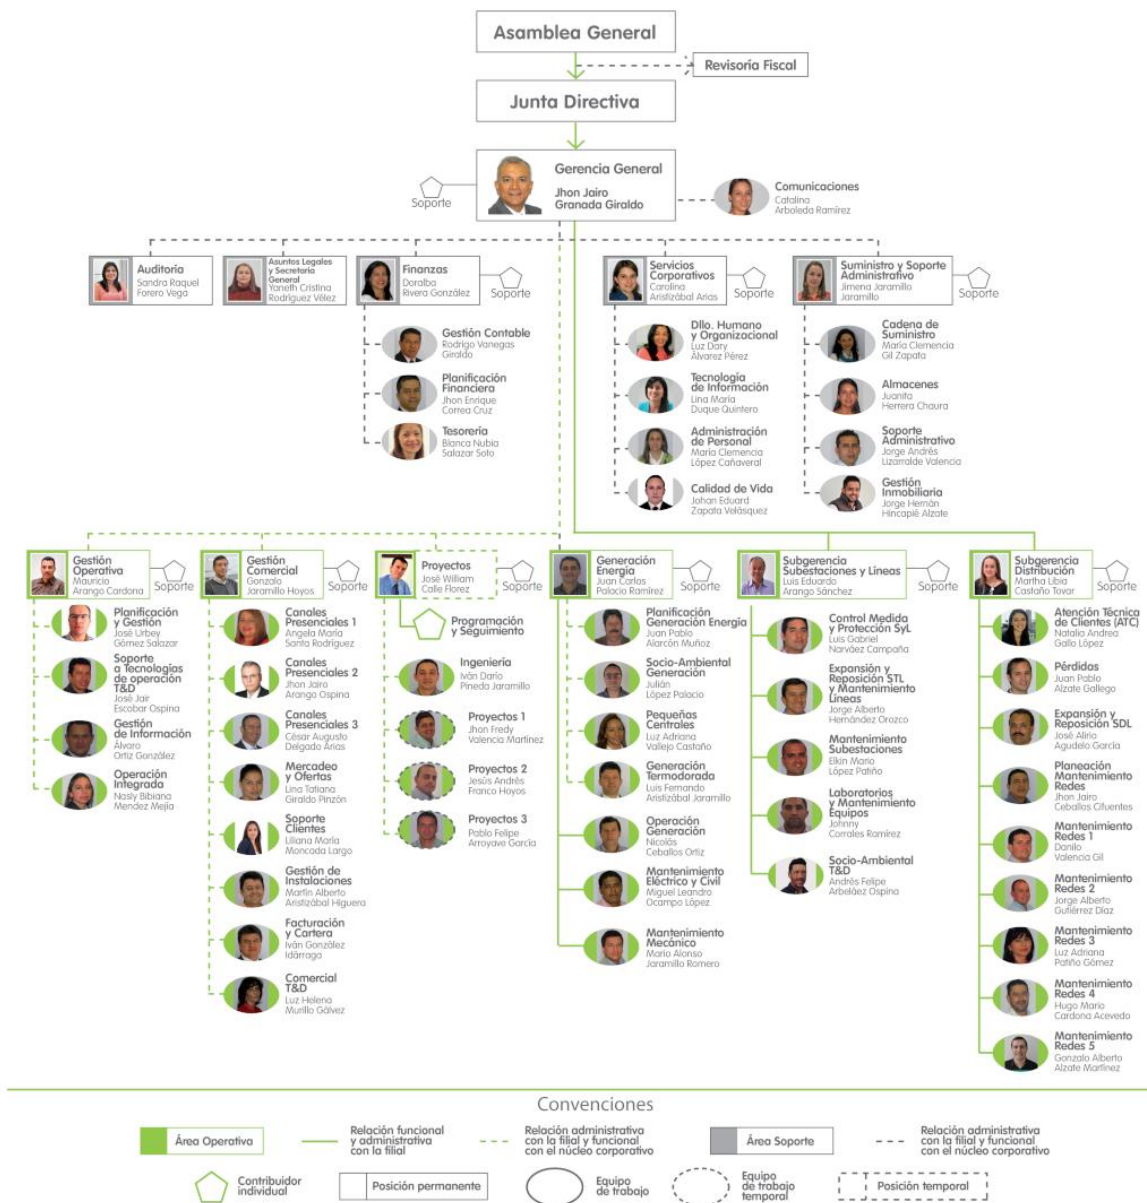 Asamblea General
Revisoría Fiscal
Junta Directiva
Gerencia General
Jhon Jairo
Granada Giraldo
Soporte
Comunicaciones
Catalina
Arboleda Ramírez
Auditoría
Sandra Raquel
Forero Vega
Asuntos Legales
y Secretaría
General
Yaneth Cristina
Rodríguez Vélez
Finanzas
Doralba
Rivera González
Soporte
Servicios
Corporativos
Carolina
Aristizábal Arias
Soporte
Suministro y Soporte
Administrativo
Jimena Jaramillo
Jaramillo
Soporte
Gestión Contable
Rodrigo Vanegas
Giraldo
Planificación
Financiera
Jhon Enrique
Correa Cruz
Tesorería
Blanca Nubia
Salazar Soto
Dllo. Humano
y Organizacional
Luz Dary
Álvarez Pérez
Tecnología
de Información
Lina María
Duque Quintero
Administración
de Personal
María Clemencia
López Cañaveral
Calidad de Vida
Johan Eduard
Zapata Velásquez
Cadena de
Suministro
María Clemencia
Gil Zapata
Almacenes
Juanita
Herrera Chaura
Soporte
Administrativo
Jorge Andrés
Lizarralde Valencia
Gestión
Inmobiliaria
Jorge Hernán
Hincapié Alzate
Gestión
Operativa
Mauricio
Arango Cardona
Soporte
Gestión
Comercial
Gonzalo
Jaramillo Hoyos
Soporte
Proyectos
José William
Calle Florez
Soporte
Generación
Energía
Juan Carlos
Palacio Ramírez
Soporte
Subgerencia
Subestaciones y Líneas
Luis Eduardo
Arango Sánchez
Soporte
Subgerencia
Distribución
Martha Libia
Castaño Tovar
Soporte
Planificación
y Gestión
José Urbey
Gómez Salazar
Soporte
a Tecnologías
de operación
T&D
José Jair
Escobar Ospina
Gestión
de Información
Álvaro
Ortiz González
Operación
Integrada
Nasly Bibiana
Mendez Mejía
Canales
Presenciales 1
Angela María
Santa Rodríguez
Canales
Presenciales 2
Jhon Jairo
Arango Ospina
Canales
Presenciales 3
César Augusto
Delgado Arias
Mercadeo
y Ofertas
Lina Tatiana
Giraldo Pinzón
Soporte
Clientes
Liliana María
Moncada Largo
Gestión de
Instalaciones
Martín Alberto
Aristizábal Higuera
Facturación
y Cartera
Iván González
Idárraga
Comercial
T&D
Luz Helena
Murillo Gálvez
Programación
y Seguimiento
Ingeniería
Iván Darío
Pineda Jaramillo
Proyectos 1
Jhon Fredy
Valencia Martínez
Proyectos 2
Jesús Andrés
Franco Hoyos
Proyectos 3
Pablo Felipe
Arroyave García
Planificación
Generación Energía
Juan Pablo
Alarcón Muñoz
Socio-Ambiental
Generación
Julián
López Palacio
Pequeñas
Centrales
Luz Adriana
Vallejo Castaño
Generación
Termodorada
Luis Fernando
Aristizábal Jaramillo
Operación
Generación
Nicolás
Ceballos Ortiz
Mantenimiento
Eléctrico y Civil
Miguel Leandro
Ocampo López
Mantenimiento
Mecánico
Mario Alonso
Jaramillo Romero
Control Medida
y Protección SyL
Luis Gabriel
Narváez Campaña
Expansión y
Reposición STL
y Mantenimiento
Líneas
Jorge Alberto
Hernández Orozco
Mantenimiento
Subestaciones
Elkin Mario
López Patiño
Laboratorios
y Mantenimiento
Equipos
Johnny
Corrales Ramírez
Socio-Ambiental
T&D
Andrés Felipe
Arbeláez Ospina
Atención Técnica
de Clientes (ATC)
Natalia Andrea
Gallo López
Pérdidas
Juan Pablo
Alzate Gallego
Expansión y
Reposición SDL
José Alirio
Agudelo García
Planeación
Mantenimiento
Redes
Jhon Jairo
Ceballos Cifuentes
Mantenimiento
Redes 1
Danilo
Valencia Gil
Mantenimiento
Redes 2
Jorge Alberto
Gutiérrez Díaz
Mantenimiento
Redes 3
Luz Adriana
Patiño Gómez
Mantenimiento
Redes 4
Hugo Mario
Cardona Acevedo
Mantenimiento
Redes 5
Gonzalo Alberto
Alzate Martínez
Convenciones
Área Operativa
Relación funcional
y administrativa
con la filial
Relación administrativa
con la filial y funcional
con el núcleo corporativo
Área Soporte
Relación administrativa
con la filial y funcional
con el núcleo corporativo
Contribuidor
individual
Posición permanente
Equipo
de trabajo
Equipo
de trabajo
temporal
Posición temporal